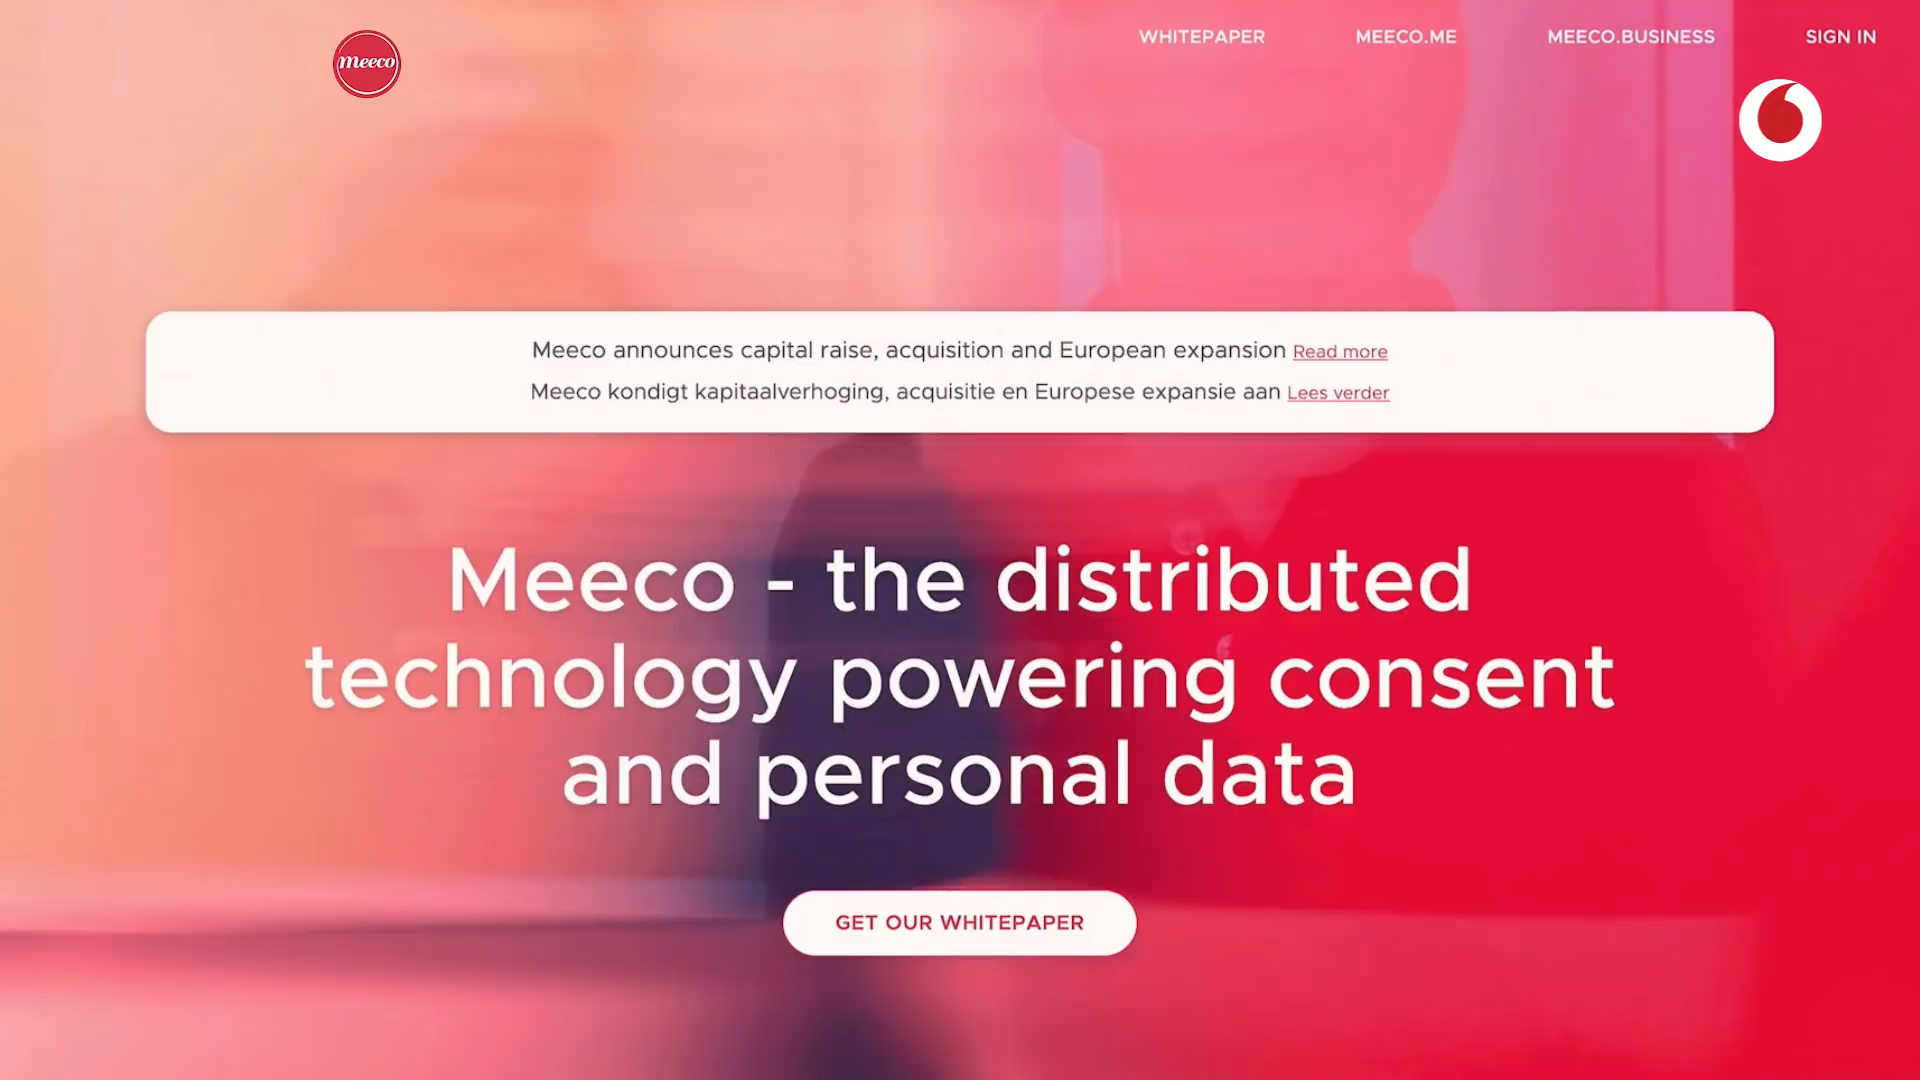 meeco
WHITEPAPER
MEECO.ME
MEECO.BUSINESS
SIGN IN
Meeco announces capital raise, acquisition and European expansion Read more
Meeco kondigt kapitaalverhoging, acquisitie en Europese expansie aan Lees verder
Meeco - the distributed
technology powering consent
and personal data
GET OUR WHITEPAPER